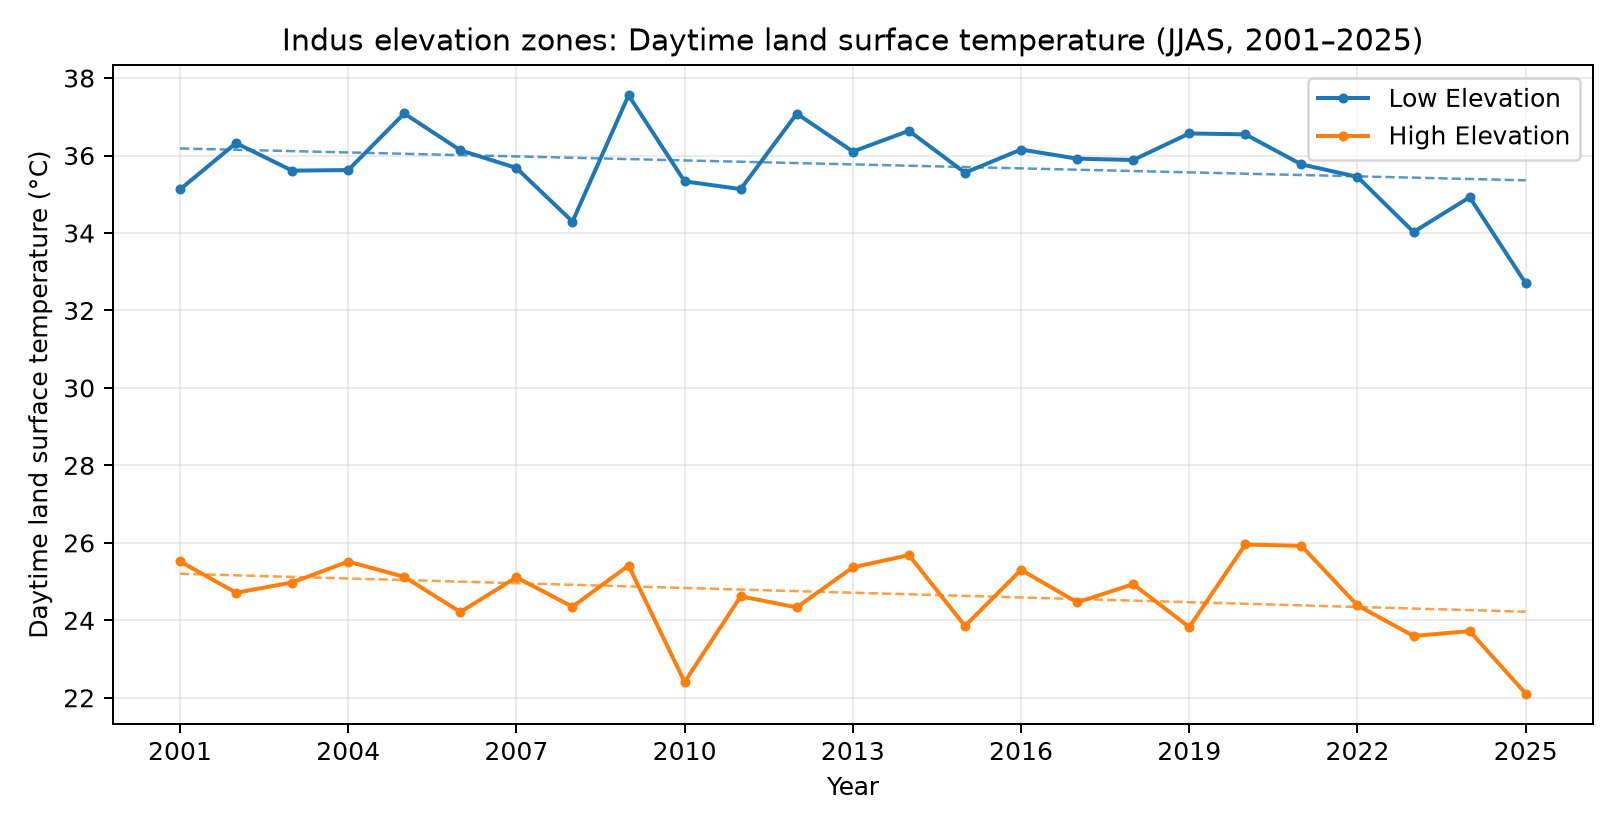 Indus elevation zones: Daytime land surface temperature (JJAS, 2001–2025)
Low Elevation
High Elevation
Daytime land surface temperature (°C)
38
36
34
32
30
28
26
24
22
2001 2004 2007 2010 2013 2016 2019 2022 2025
Year